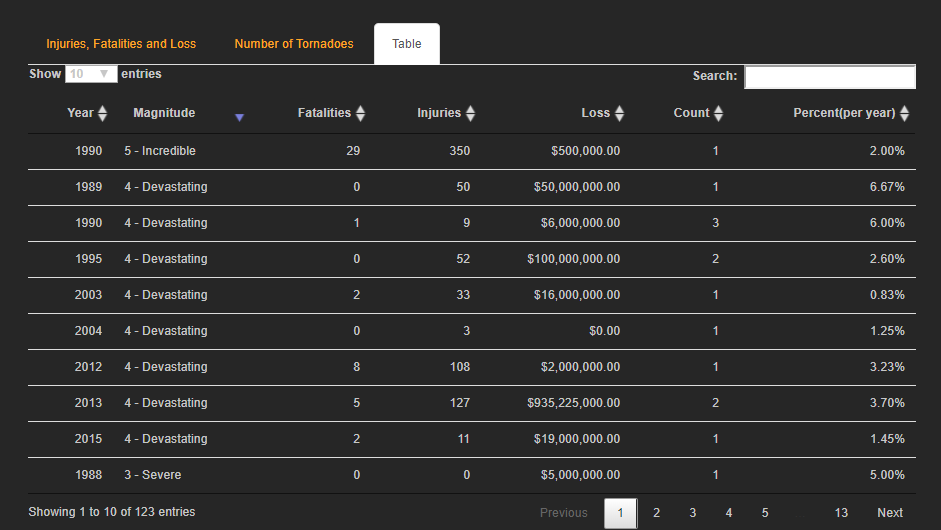 Injuries, Fatalities and Loss Number of Tornadoes Table
Show 10 entries Search:
Year Magnitude Fatalities Injuries Loss Count Percent(per year)
1990 5 - Incredible 29 350 $500,000.00 1 2.00%
1989 4 - Devastating 0 50 $50,000,000.00 1 6.67%
1990 4 - Devastating 1 9 $6,000,000.00 3 6.00%
1995 4 - Devastating 0 52 $100,000,000.00 2 2.60%
2003 4 - Devastating 2 33 $16,000,000.00 1 0.83%
2004 4 - Devastating 0 3 $0.00 1 1.25%
2012 4 - Devastating 8 108 $2,000,000.00 1 3.23%
2013 4 - Devastating 5 127 $935,225,000.00 2 3.70%
2015 4 - Devastating 2 11 $19,000,000.00 1 1.45%
1988 3 - Severe 0 0 $5,000,000.00 1 5.00%
Showing 1 to 10 of 123 entries Previous 1 2 3 4 5 13 Next